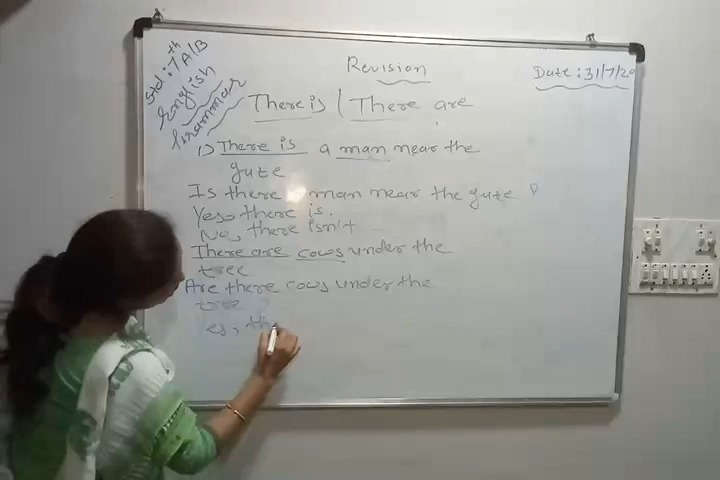 Std : 7th A/B
English
Grammar
Revision
Date : 31/7/20
There is / There are
1.) There is a man near the
gate
Is there a man near the gate ?
Yes, there is.
No, there isn't
There are cows under the
tree
Are there cows under the
tree
Yes, th